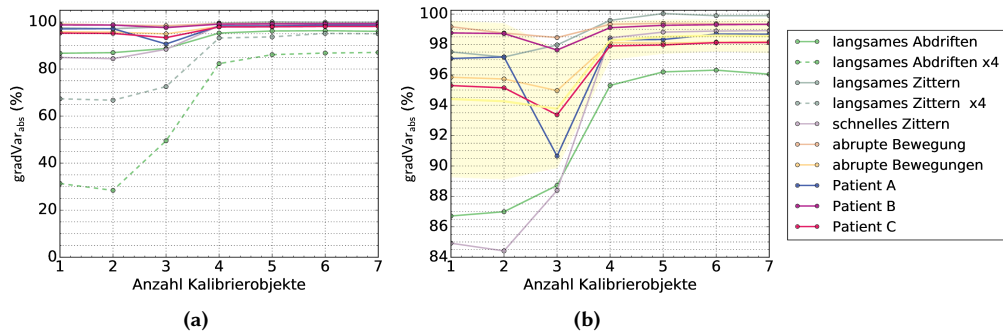 100
80
60
40
20
0
gradVar_abs (%)
1 2 3 4 5 6 7
Anzahl Kalibrierobjekte
(a)
100
98
96
94
92
90
88
86
84
gradVar_abs (%)
1 2 3 4 5 6 7
Anzahl Kalibrierobjekte
(b)
langsames Abdriften
langsames Abdriften x4
langsames Zittern
langsames Zittern x4
schnelles Zittern
abrupte Bewegung
abrupte Bewegungen
Patient A
Patient B
Patient C